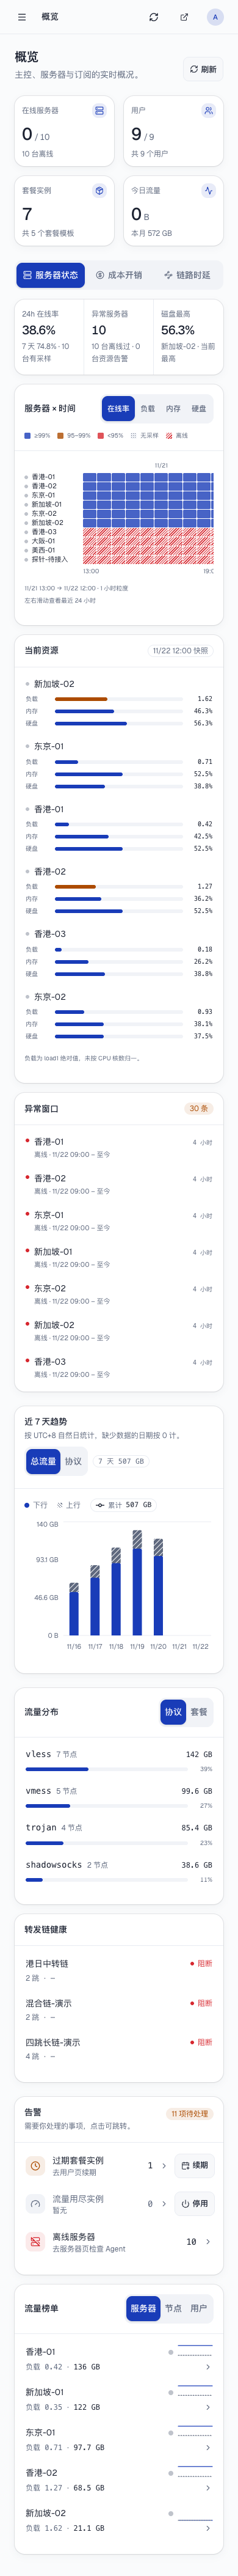 概览
A
概览
主控、服务器与订阅的实时概况。
刷新
在线服务器
0 / 10
10 台离线
用户
9 / 9
共 9 个用户
套餐实例
7
共 5 个套餐模板
今日流量
0 B
本月 572 GB
服务器状态
成本开销
链路时延
24h 在线率
38.6%
7 天 74.8% · 10 台有采样
异常服务器
10
10 台离线过 · 0 台资源告警
磁盘最高
56.3%
新加坡-02 · 当前最高
服务器 × 时间
在线率 负载 内存 硬盘
≥99% 95–99% <95% 无采样 离线
11/21
香港-01
香港-02
东京-01
新加坡-01
东京-02
新加坡-02
香港-03
大阪-01
美西-01
探针-待接入
13:00
11/21 13:00 → 11/22 12:00 · 1 小时粒度
左右滑动查看最近 24 小时
当前资源
11/22 12:00 快照
新加坡-02
负载 1.62
内存 46.3%
硬盘 56.3%
东京-01
负载 0.71
内存 52.5%
硬盘 38.8%
香港-01
负载 0.42
内存 42.5%
硬盘 52.5%
香港-02
负载 1.27
内存 36.2%
硬盘 52.5%
香港-03
负载 0.18
内存 26.2%
硬盘 38.8%
东京-02
负载 0.93
内存 38.1%
硬盘 37.5%
负载为 load1 绝对值，未按 CPU 核数归一。
异常窗口
30 条
香港-01
4 小时
离线 · 11/22 09:00 – 至今
香港-02
4 小时
离线 · 11/22 09:00 – 至今
东京-01
4 小时
离线 · 11/22 09:00 – 至今
新加坡-01
4 小时
离线 · 11/22 09:00 – 至今
东京-02
4 小时
离线 · 11/22 09:00 – 至今
新加坡-02
4 小时
离线 · 11/22 09:00 – 至今
香港-03
4 小时
离线 · 11/22 09:00 – 至今
近 7 天趋势
按 UTC+8 自然日统计，缺少数据的日期按 0 计。
总流量 协议
7 天 507 GB
下行 上行 累计 507 GB
140 GB
93.1 GB
46.6 GB
0 B
11/16 11/17 11/18 11/19 11/20 11/21 11/22
流量分布
协议 套餐
vless 7 节点 142 GB
39%
vmess 5 节点 99.6 GB
27%
trojan 4 节点 85.4 GB
23%
shadowsocks 2 节点 38.6 GB
11%
转发链健康
港日中转链
阻断
2 跳 · —
混合链-演示
阻断
2 跳 · —
四跳长链-演示
阻断
4 跳 · —
告警
11 项待处理
需要你处理的事项，点击可跳转。
过期套餐实例
去用户页续期
1
续期
流量用尽实例
暂无
0
停用
离线服务器
去服务器页检查 Agent
10
流量榜单
服务器 节点 用户
香港-01
负载 0.42 · 136 GB
新加坡-01
负载 0.35 · 122 GB
东京-01
负载 0.71 · 97.7 GB
香港-02
负载 1.27 · 68.5 GB
新加坡-02
负载 1.62 · 21.1 GB